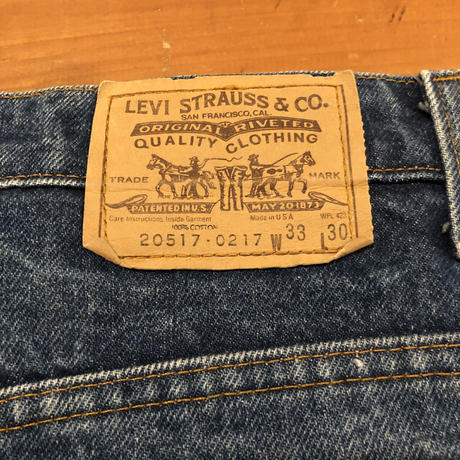 LEVI STRAUSS & CO.
SAN FRANCISCO, CAL.
ORIGINAL RIVETED
QUALITY CLOTHING
TRADE MARK
PATENTED IN U.S. MAY 20 1873
Care Instructions Inside Garment Made in U S A WPL 423
100% COTTON
20517-0217 W 33 L 30